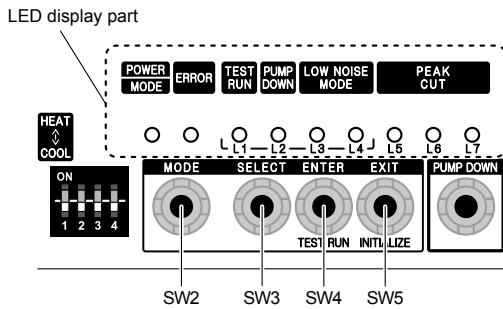 LED display part
POWER MODE ERROR TEST RUN PUMP DOWN LOW NOISE MODE PEAK CUT
HEAT COOL
L1 L2 L3 L4 L5 L6 L7
ON
1 2 3 4
MODE SELECT ENTER EXIT PUMP DOWN
TEST RUN INITIALIZE
SW2 SW3 SW4 SW5